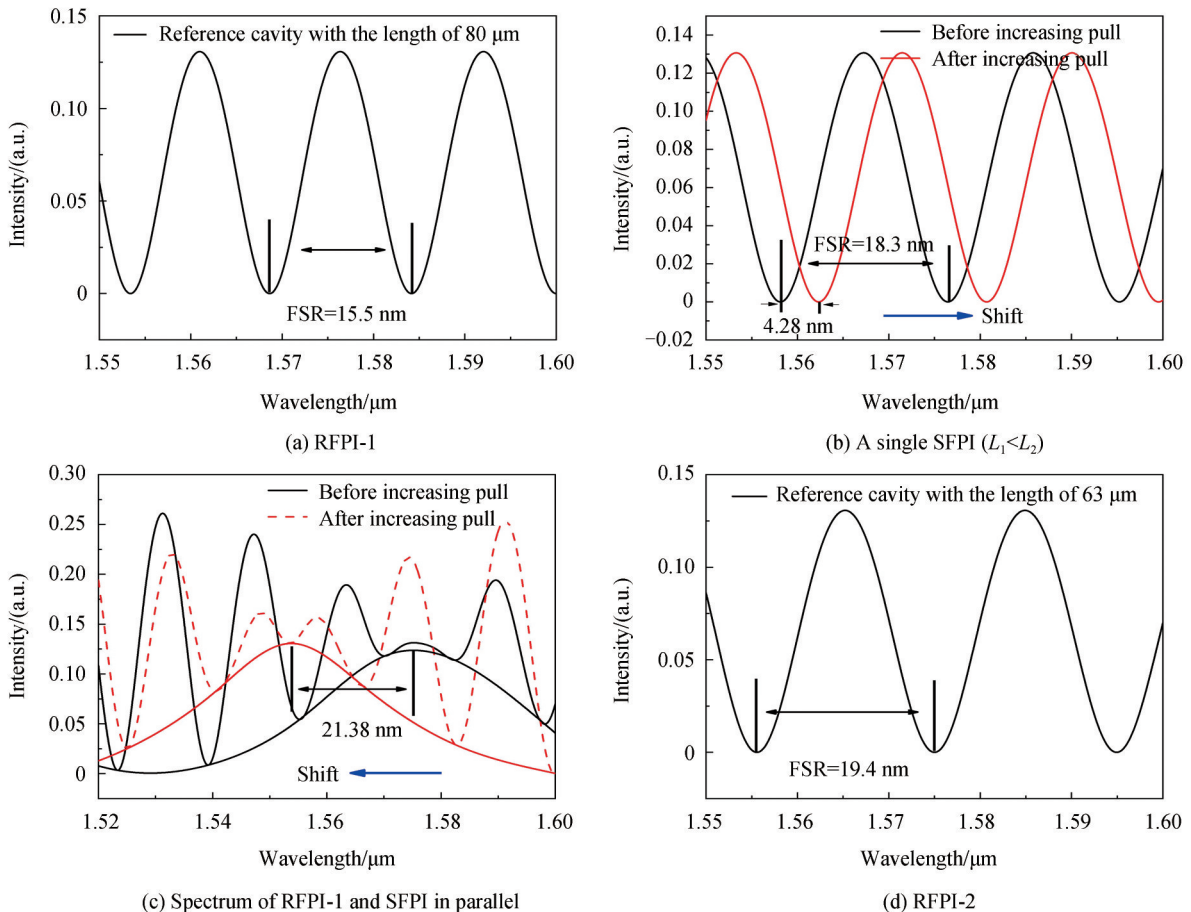 0.15
Reference cavity with the length of 80 μm
0.10
0.05
0
Intensity/(a.u.)
FSR=15.5 nm
1.55
1.56
1.57
1.58
1.59
1.60
Wavelength/μm
(a) RFPI-1
0.14
0.12
0.10
0.08
0.06
0.04
0.02
0
−0.02
Intensity/(a.u.)
Before increasing pull
After increasing pull
FSR=18.3 nm
4.28 nm
Shift
1.55
1.56
1.57
1.58
1.59
1.60
Wavelength/μm
(b) A single SFPI (L₁<L₂)
0.30
0.25
0.20
0.15
0.10
0.05
0
Intensity/(a.u.)
Before increasing pull
After increasing pull
21.38 nm
Shift
1.52
1.54
1.56
1.58
1.60
Wavelength/μm
(c) Spectrum of RFPI-1 and SFPI in parallel
0.15
0.10
0.05
0
Intensity/(a.u.)
Reference cavity with the length of 63 μm
FSR=19.4 nm
1.55
1.56
1.57
1.58
1.59
1.60
Wavelength/μm
(d) RFPI-2